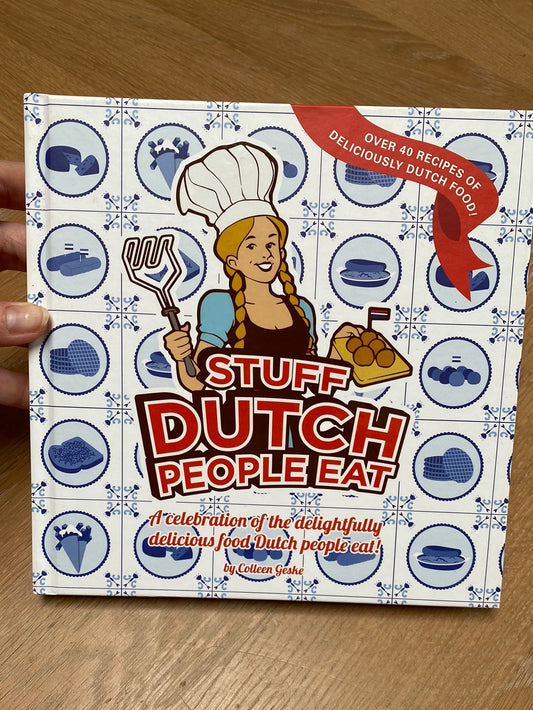 OVER 40 RECIPES OF
DELICIOUSLY DUTCH FOOD!
STUFF
DUTCH
PEOPLE EAT
A celebration of the delightfully
delicious food Dutch people eat!
by Colleen Geske